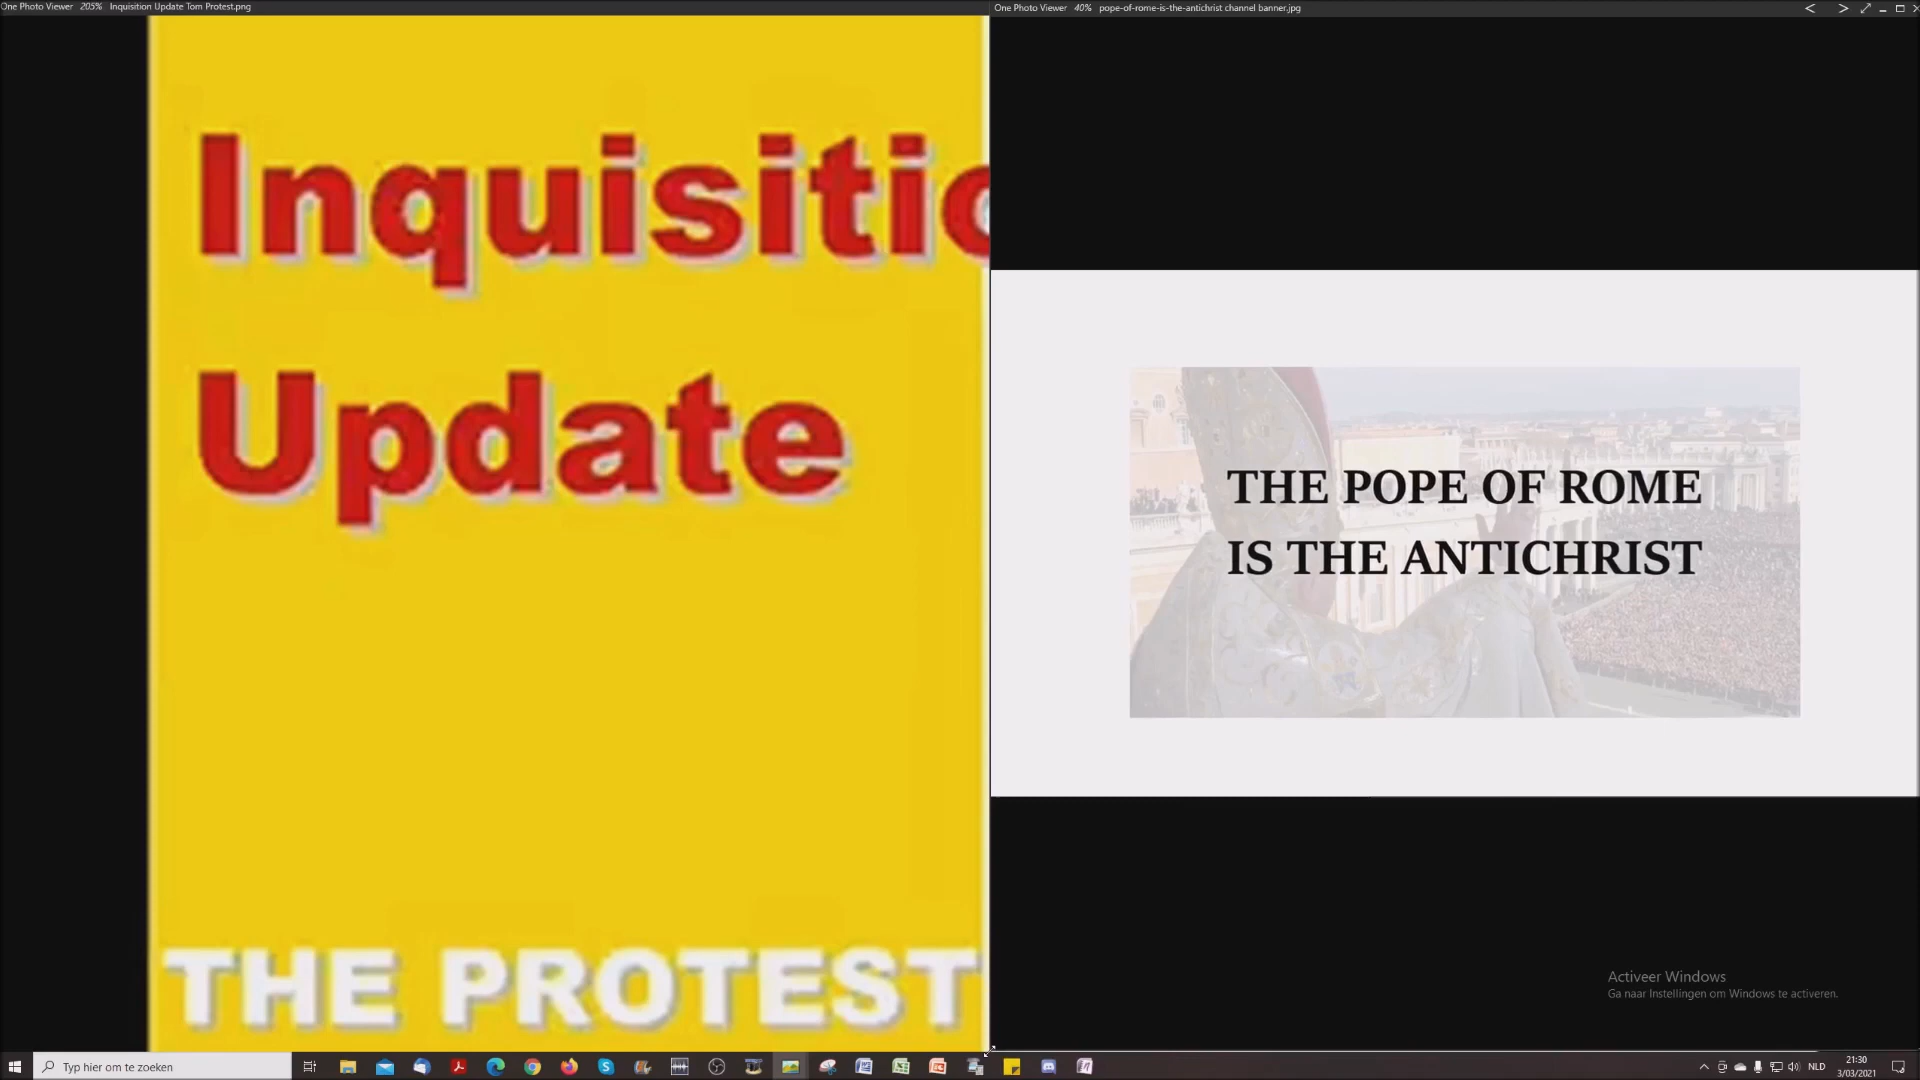 One Photo Viewer 205% Inquisition Update Tom Protest.png
Inquisitio
Update
THE PROTEST
One Photo Viewer 40% pope-of-rome-is-the-antichrist channel banner.jpg
THE POPE OF ROME
IS THE ANTICHRIST
Activeer Windows
Ga naar Instellingen om Windows te activeren.
Typ hier om te zoeken
NLD
21:30
3/03/2021